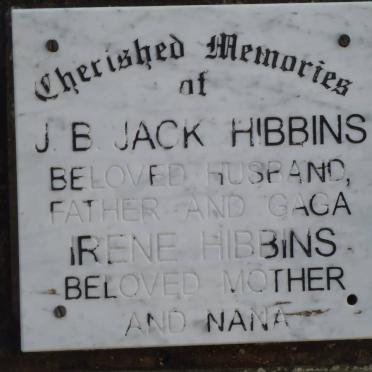 Cherished Memories
of
J. B. JACK HIBBINS
BELOVED HUSBAND,
FATHER AND GAGA
IRENE HIBBINS
BELOVED MOTHER
AND NANA